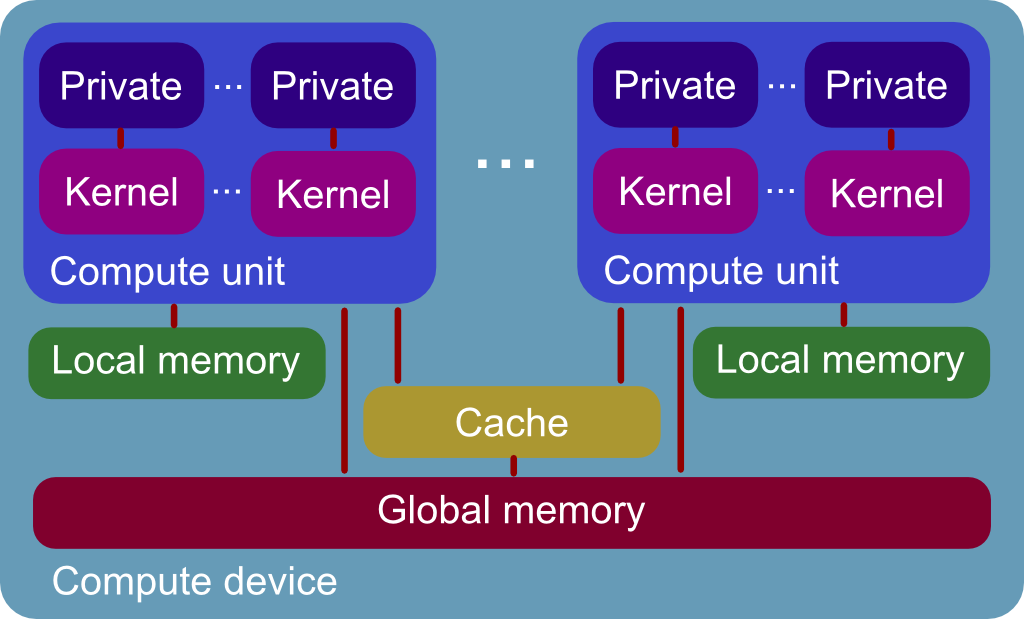 Private ... Private
Kernel ... Kernel
Compute unit
...
Private ... Private
Kernel ... Kernel
Compute unit
Local memory
Local memory
Cache
Global memory
Compute device